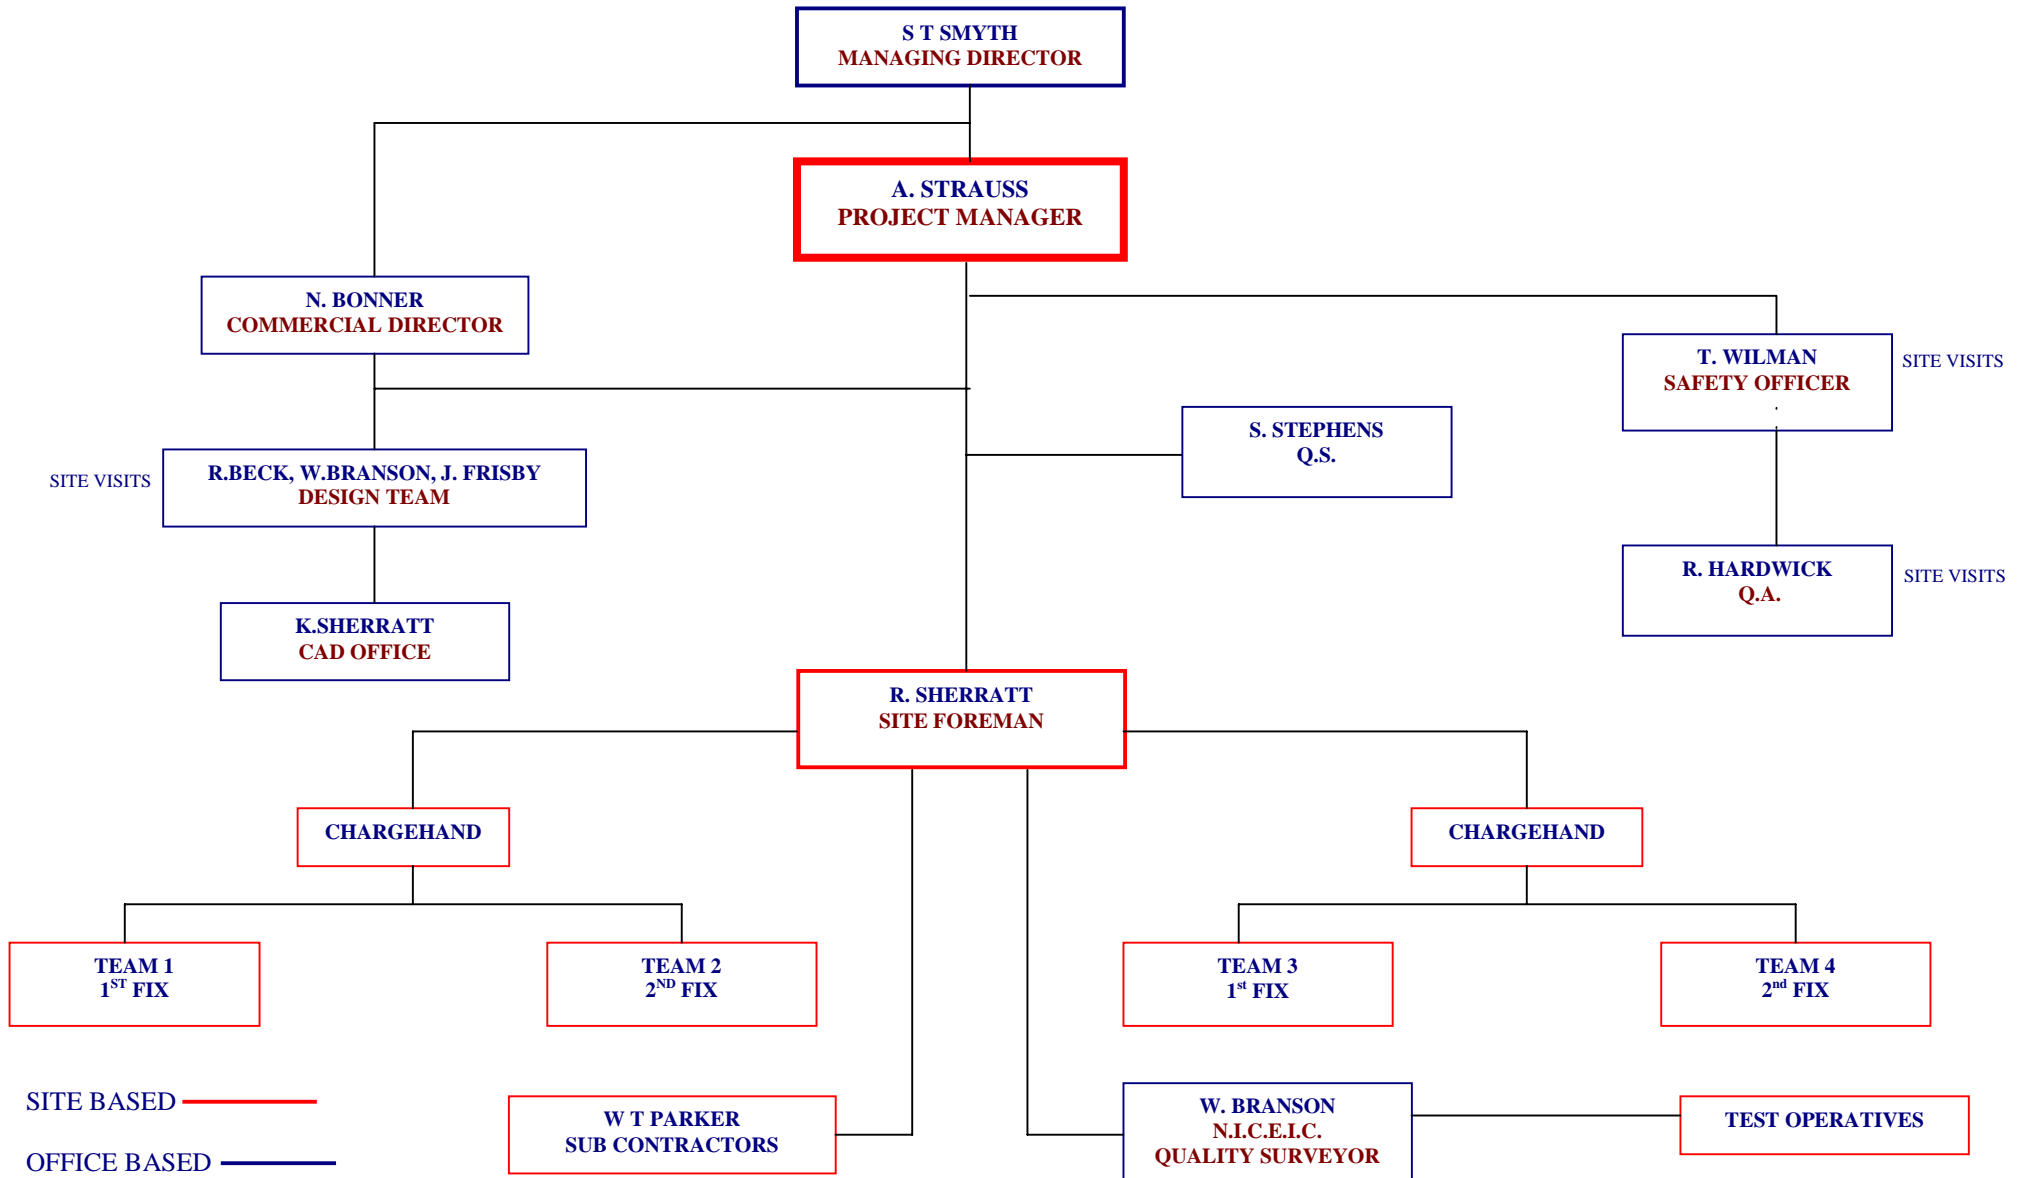 S T SMYTH
MANAGING DIRECTOR
A. STRAUSS
PROJECT MANAGER
N. BONNER
COMMERCIAL DIRECTOR
T. WILMAN
SAFETY OFFICER
.
SITE VISITS
S. STEPHENS
Q.S.
SITE VISITS
R.BECK, W.BRANSON, J. FRISBY
DESIGN TEAM
R. HARDWICK
Q.A.
SITE VISITS
K.SHERRATT
CAD OFFICE
R. SHERRATT
SITE FOREMAN
CHARGEHAND
CHARGEHAND
TEAM 1
1ST FIX
TEAM 2
2ND FIX
TEAM 3
1st FIX
TEAM 4
2nd FIX
SITE BASED
OFFICE BASED
W T PARKER
SUB CONTRACTORS
W. BRANSON
N.I.C.E.I.C.
QUALITY SURVEYOR
TEST OPERATIVES